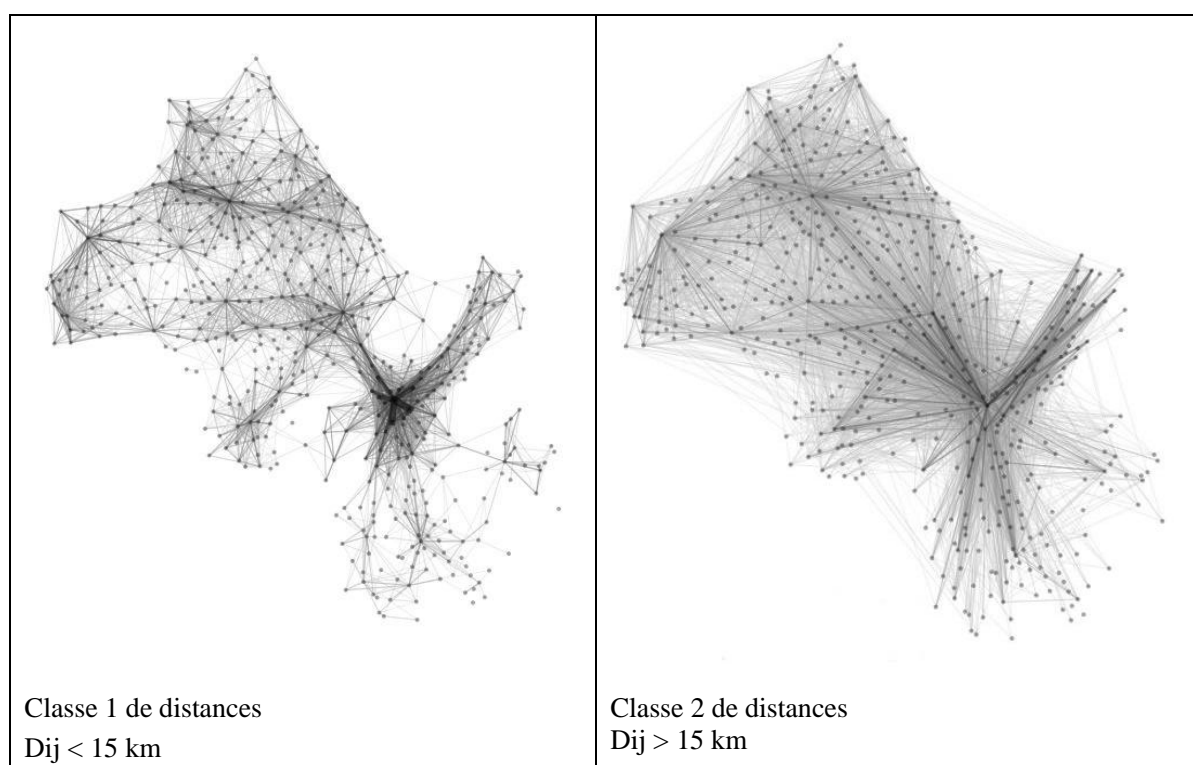 Classe 1 de distances
Dij < 15 km
Classe 2 de distances
Dij > 15 km